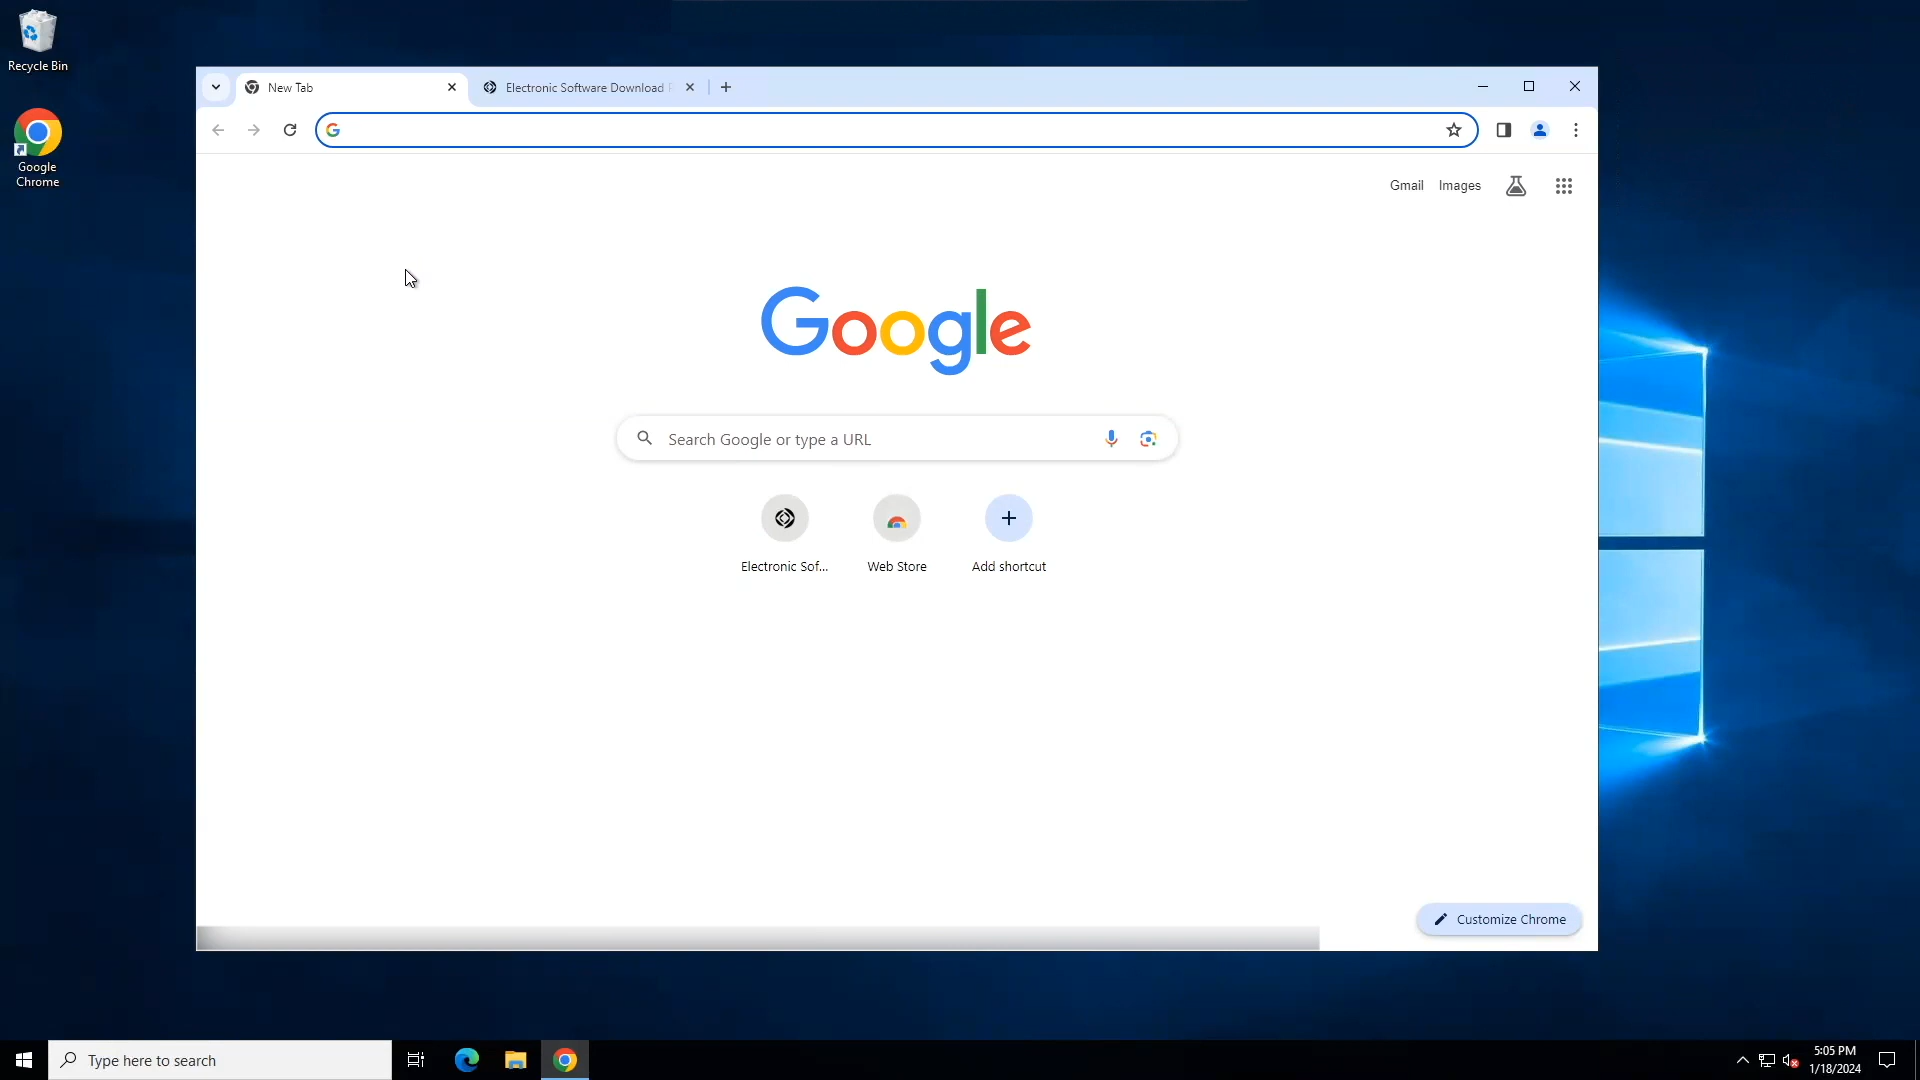 Recycle Bin
Google
Chrome
New Tab
Electronic Software Download
Gmail
Images
Google
Search Google or type a URL
Electronic Sof...
Web Store
Add shortcut
Customize Chrome
Type here to search
5:05 PM
1/18/2024